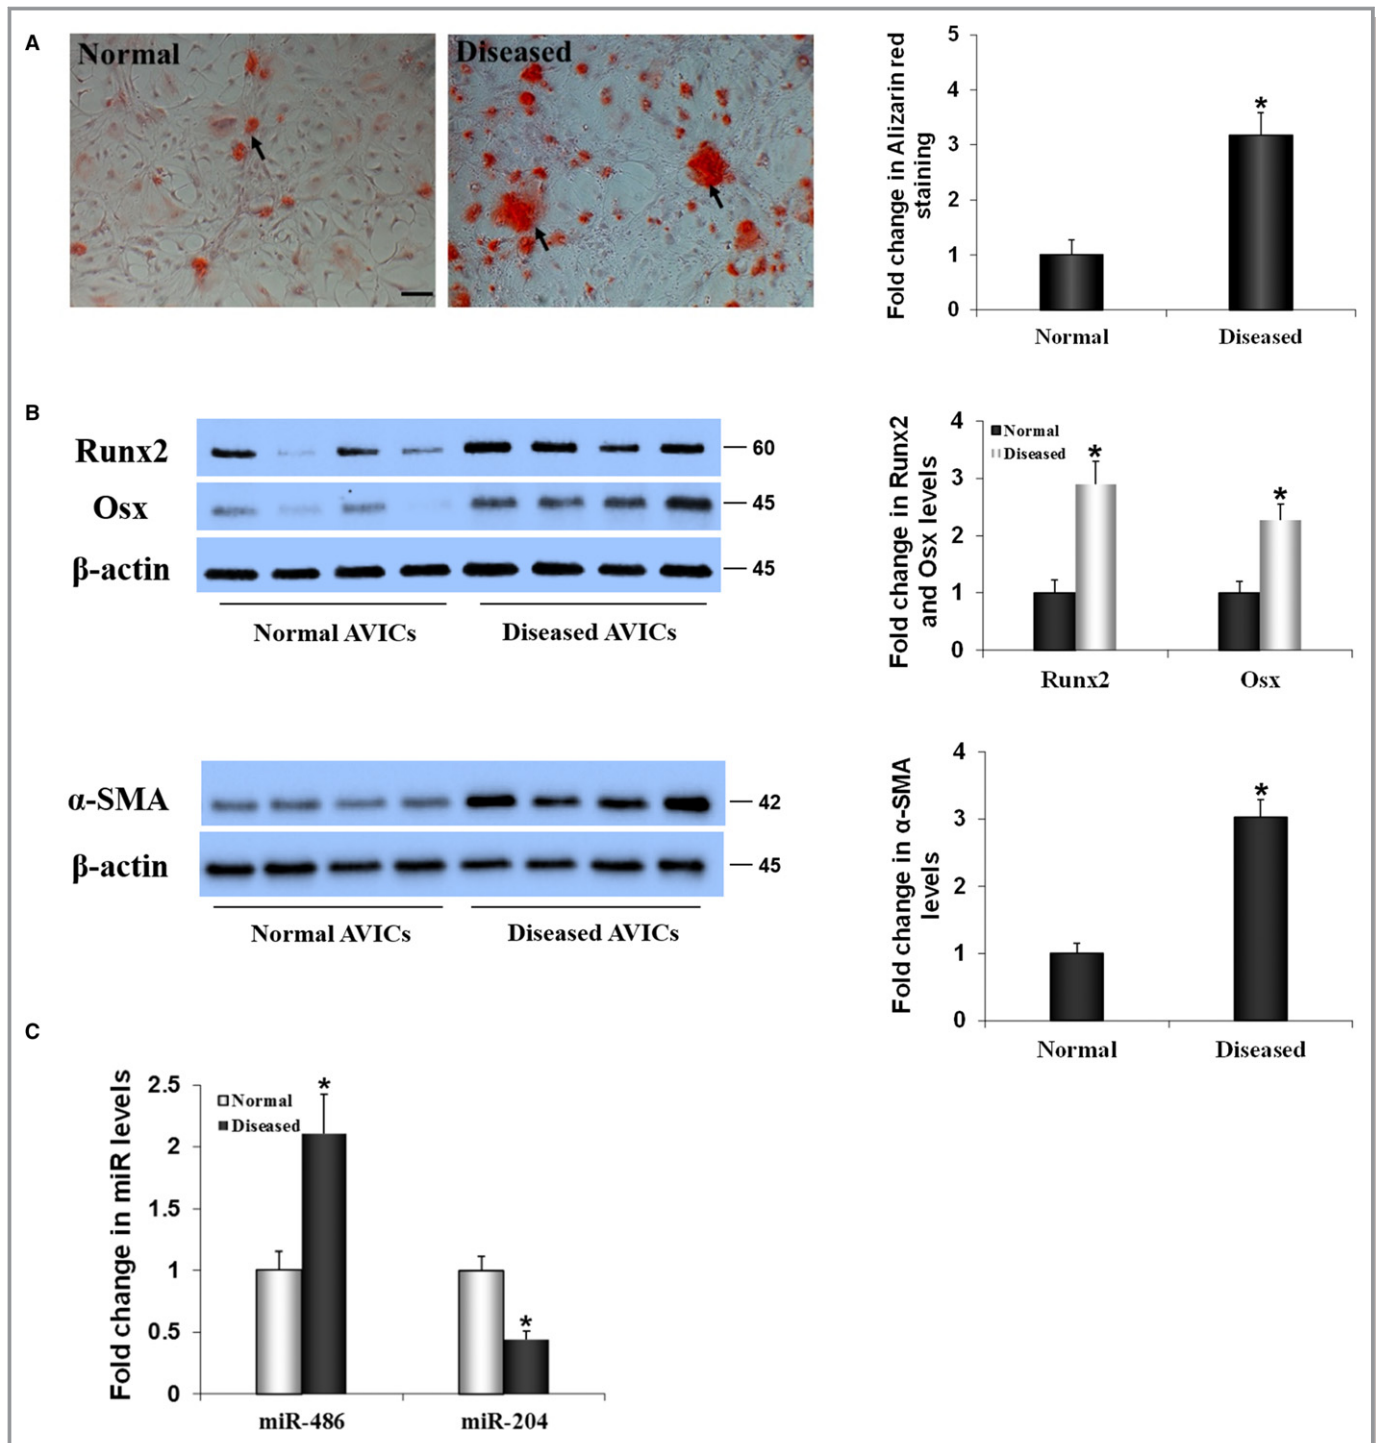 A
Normal
Diseased
Fold change in Alizarin red
staining
5
4
3
2
1
0
*
Normal
Diseased
B
Runx2
60
Osx
45
β-actin
45
Normal AVICs
Diseased AVICs
Fold change in Runx2
and Osx levels
4
3
2
1
0
Normal
Diseased
*
*
Runx2
Osx
α-SMA
42
β-actin
45
Normal AVICs
Diseased AVICs
Fold change in α-SMA
levels
4
3
2
1
0
*
Normal
Diseased
C
Fold change in miR levels
2.5
2
1.5
1
0.5
0
Normal
Diseased
*
*
miR-486
miR-204